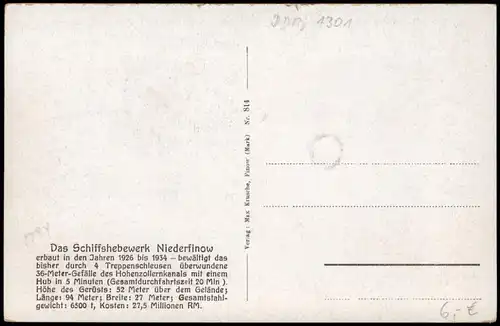 1301
Verlag: Max Krusche, Finow (Mark) Nr. 814
Das Schiffshebewerk Niederfinow
erbaut in den Jahren 1926 bis 1934 — bewältigt das
bisher durch 4 Treppenschleusen überwundene
36-Meter-Gefälle des Hohenzollernkanals mit einem
Hub in 5 Minuten (Gesamtdurchfahrtszeit 20 Min.)
Höhe des Gerüsts: 52 Meter über dem Gelände;
Länge: 94 Meter; Breite: 27 Meter; Gesamtstahl-
gewicht: 6500 t, Kosten: 27,5 Millionen RM.
6,- €